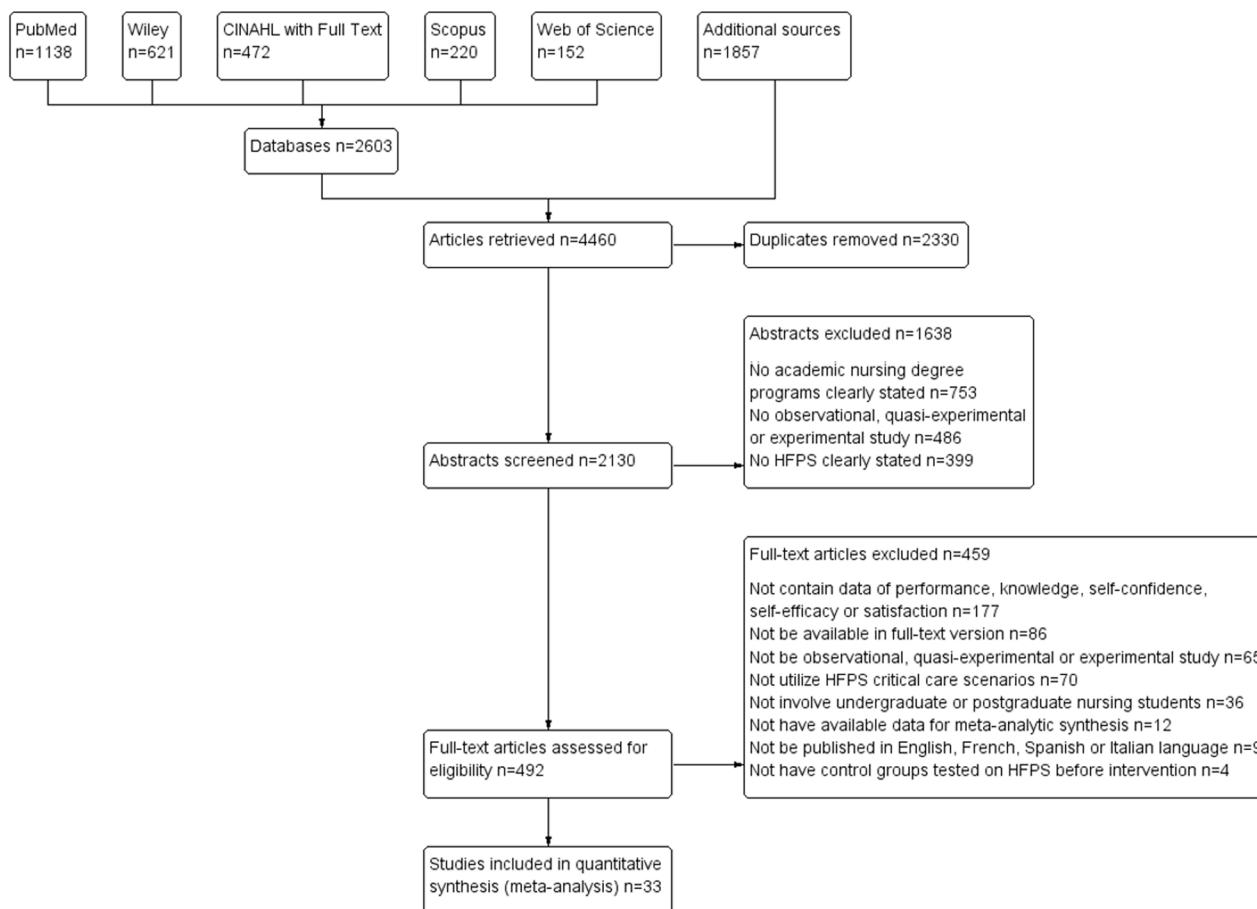 PubMed
n=1138
Wiley
n=621
CINAHL with Full Text
n=472
Scopus
n=220
Web of Science
n=152
Additional sources
n=1857
Databases n=2603
Articles retrieved n=4460
Duplicates removed n=2330
Abstracts excluded n=1638
No academic nursing degree
programs clearly stated n=753
No observational, quasi-experimental
or experimental study n=486
No HFPS clearly stated n=399
Abstracts screened n=2130
Full-text articles excluded n=459
Not contain data of performance, knowledge, self-confidence,
self-efficacy or satisfaction n=177
Not be available in full-text version n=86
Not be observational, quasi-experimental or experimental study n=65
Not utilize HFPS critical care scenarios n=70
Not involve undergraduate or postgraduate nursing students n=36
Not have available data for meta-analytic synthesis n=12
Not be published in English, French, Spanish or Italian language n=9
Not have control groups tested on HFPS before intervention n=4
Full-text articles assessed for
eligibility n=492
Studies included in quantitative
synthesis (meta-analysis) n=33